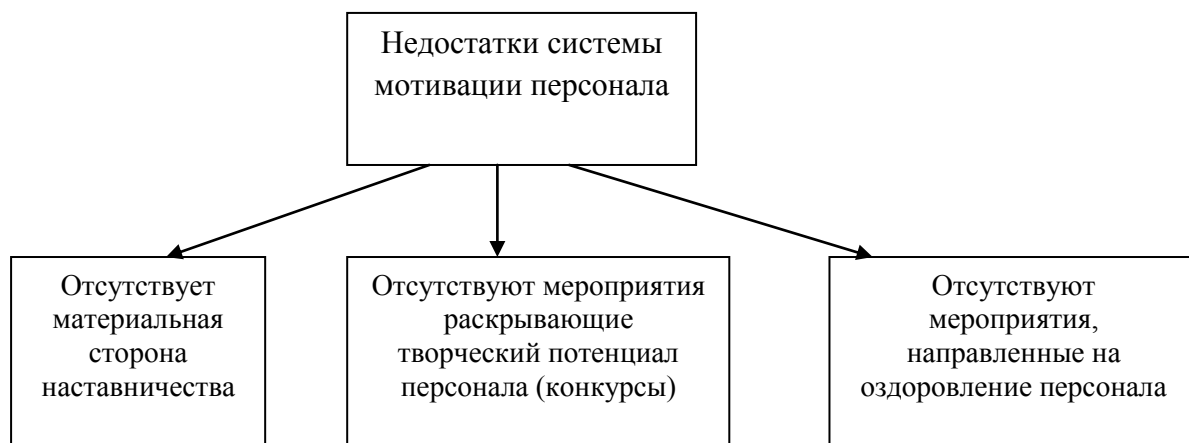 Недостатки системы
мотивации персонала
Отсутствует
материальная
сторона
наставничества
Отсутствуют мероприятия
раскрывающие
творческий потенциал
персонала (конкурсы)
Отсутствуют
мероприятия,
направленные на
оздоровление персонала